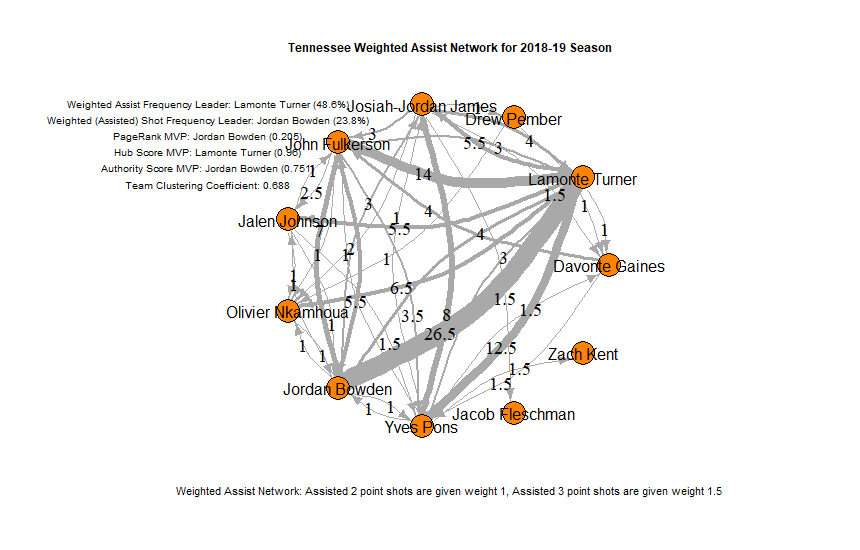 Tennessee Weighted Assist Network for 2018-19 Season
Weighted Assist Frequency Leader: Lamonte Turner (48.6%)
Weighted (Assisted) Shot Frequency Leader: Jordan Bowden (23.8%)
PageRank MVP: Jordan Bowden (0.205)
Hub Score MVP: Lamonte Turner (0.96)
Authority Score MVP: Jordan Bowden (0.751)
Team Clustering Coefficient: 0.688
Josiah-Jordan James
1
Drew Pember
3
5.5
3
4
John Fulkerson
1
14
Lamonte Turner
2.5
1.5
3
1
4
1
Jalen Johnson
5.5
7
4
1
2
1
1
1
3
Davonte Gaines
1
1
6.5
5.5
1.5
Olivier Nkamhoua
3.5
8
1.5
1
26.5
1
1
1.5
12.5
Zach Kent
1.5
Jordan Bowden
1.5
1
1
Jacob Fleschman
Yves Pons
Weighted Assist Network: Assisted 2 point shots are given weight 1, Assisted 3 point shots are given weight 1.5